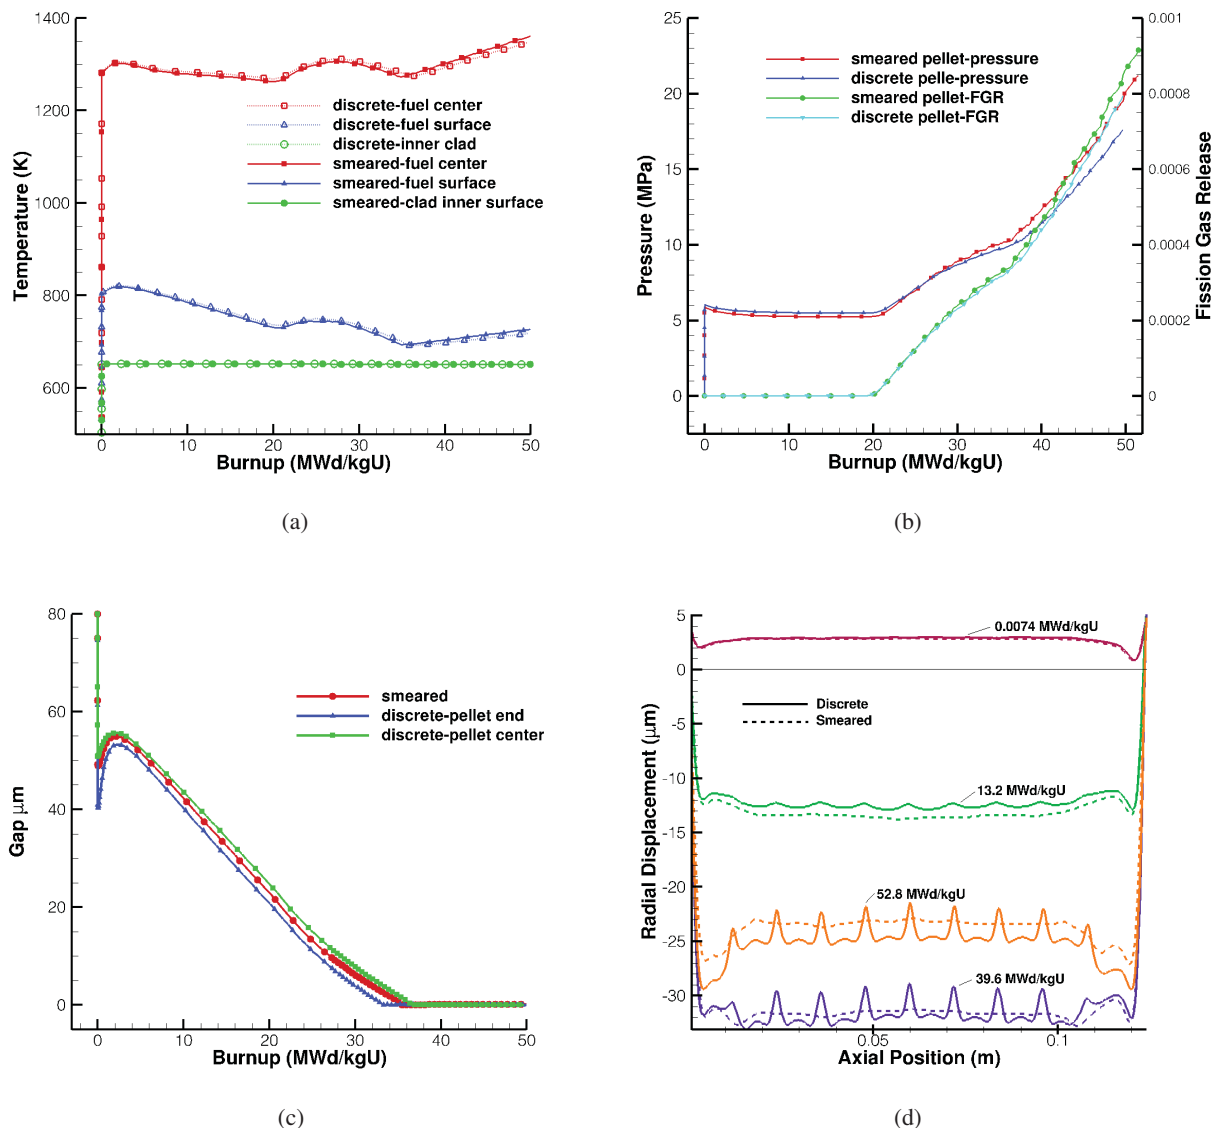 1400
1200
1000
800
600
Temperature (K)
discrete-fuel center
discrete-fuel surface
discrete-inner clad
smeared-fuel center
smeared-fuel surface
smeared-clad inner surface
0
10
20
30
40
50
Burnup (MWd/kgU)
(a)
25
20
15
10
5
0
Pressure (MPa)
smeared pellet-pressure
discrete pelle-pressure
smeared pellet-FGR
discrete pellet-FGR
0.001
0.0008
0.0006
0.0004
0.0002
0
Fission Gas Release
0
10
20
30
40
50
Burnup (MWd/kgU)
(b)
80
60
40
20
0
Gap μm
smeared
discrete-pellet end
discrete-pellet center
0
10
20
30
40
50
Burnup (MWd/kgU)
(c)
5
0
-5
-10
-15
-20
-25
-30
Radial Displacement (μm)
0.0074 MWd/kgU
Discrete
Smeared
13.2 MWd/kgU
52.8 MWd/kgU
39.6 MWd/kgU
0.05
0.1
Axial Position (m)
(d)